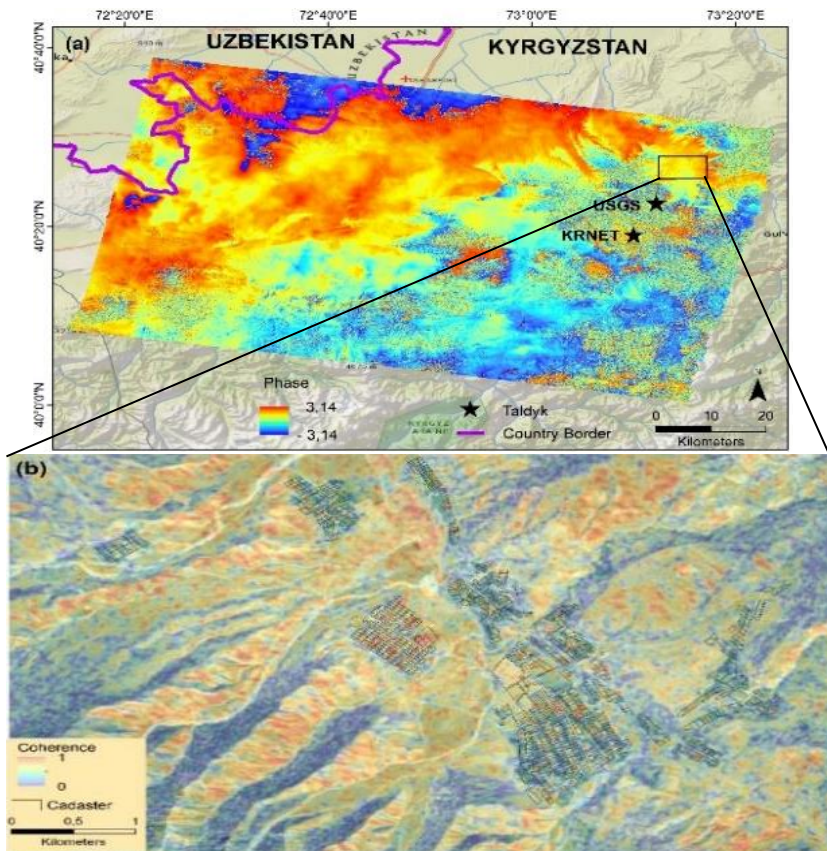 72°20'0"E 72°40'0"E 73°0'0"E 73°20'0"E
(a) UZBEKISTAN KYRGYZSTAN
UZBEKISTAN
40°40'0"N
40°20'0"N
40°0'0"N
USGS
KRNET
Phase
3,14
- 3,14
Taldyk
Country Border
KYRGYZ
0 10 20
Kilometers
(b)
Coherence
1
0
Cadaster
0 0,5 1
Kilometers